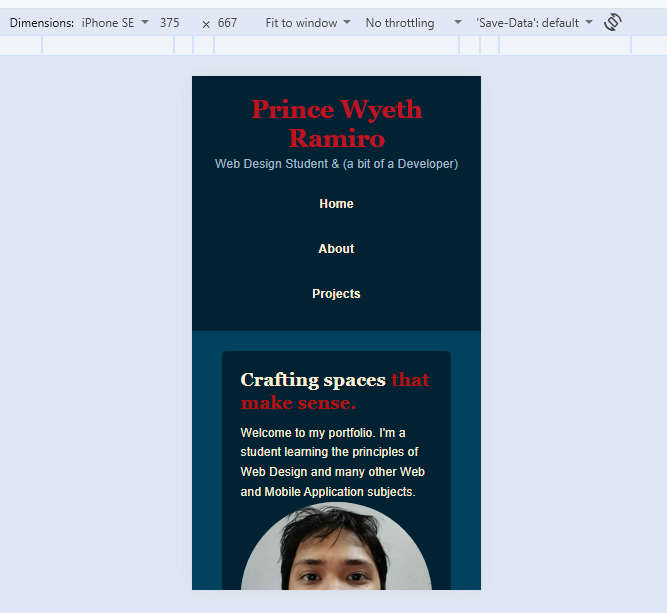 Dimensions: iPhone SE 375 × 667 Fit to window No throttling 'Save-Data': default
Prince Wyeth
Ramiro
Web Design Student & (a bit of a Developer)
Home
About
Projects
Crafting spaces that
make sense.
Welcome to my portfolio. I'm a
student learning the principles of
Web Design and many other Web
and Mobile Application subjects.